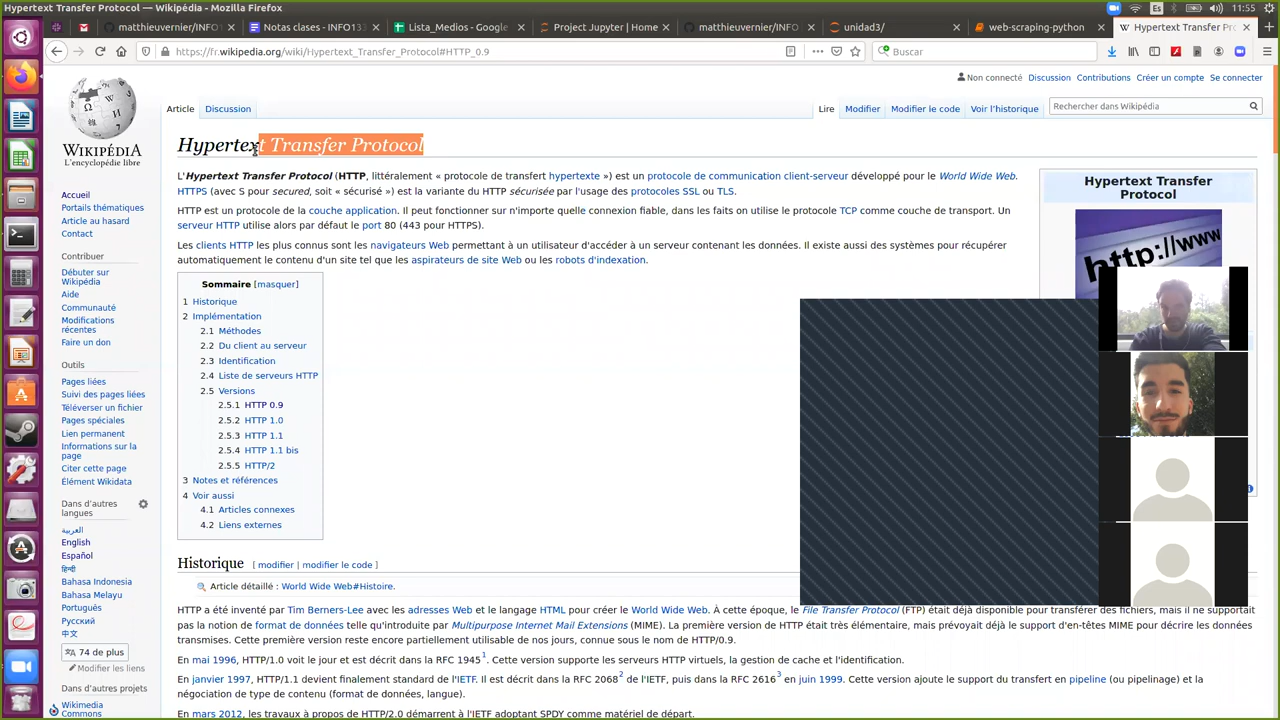 Hypertext Transfer Protocol — Wikipédia - Mozilla Firefox
Es
11:55
matthieuvernier/INFO1
Notas clases - INFO13
Lista_Medios - Google
Project Jupyter | Home
matthieuvernier/INFO
unidad3/
web-scraping-python
Hypertext Transfer Pro
https://fr.wikipedia.org/wiki/Hypertext_Transfer_Protocol#HTTP_0.9
Buscar
Non connecté Discussion Contributions Créer un compte Se connecter
Article Discussion
Lire Modifier Modifier le code Voir l'historique
Rechercher dans Wikipédia
WIKIPÉDIA
L'encyclopédie libre
Accueil
Portails thématiques
Article au hasard
Contact
Contribuer
Débuter sur
Wikipédia
Aide
Communauté
Modifications
récentes
Faire un don
Outils
Pages liées
Suivi des pages liées
Téléverser un fichier
Pages spéciales
Lien permanent
Informations sur la
page
Citer cette page
Élément Wikidata
Dans d'autres
langues
العربية
English
Español
हिन्दी
Bahasa Indonesia
Bahasa Melayu
Português
Русский
中文
74 de plus
Modifier les liens
Dans d'autres projets
Wikimedia
Commons
Hypertext Transfer Protocol
L'Hypertext Transfer Protocol (HTTP, littéralement « protocole de transfert hypertexte ») est un protocole de communication client-serveur développé pour le World Wide Web.
HTTPS (avec S pour secured, soit « sécurisé ») est la variante du HTTP sécurisée par l'usage des protocoles SSL ou TLS.
HTTP est un protocole de la couche application. Il peut fonctionner sur n'importe quelle connexion fiable, dans les faits on utilise le protocole TCP comme couche de transport. Un
serveur HTTP utilise alors par défaut le port 80 (443 pour HTTPS).
Les clients HTTP les plus connus sont les navigateurs Web permettant à un utilisateur d'accéder à un serveur contenant les données. Il existe aussi des systèmes pour récupérer
automatiquement le contenu d'un site tel que les aspirateurs de site Web ou les robots d'indexation.
Sommaire [masquer]
1 Historique
2 Implémentation
2.1 Méthodes
2.2 Du client au serveur
2.3 Identification
2.4 Liste de serveurs HTTP
2.5 Versions
2.5.1 HTTP 0.9
2.5.2 HTTP 1.0
2.5.3 HTTP 1.1
2.5.4 HTTP 1.1 bis
2.5.5 HTTP/2
3 Notes et références
4 Voir aussi
4.1 Articles connexes
4.2 Liens externes
Hypertext Transfer
Protocol
http://www
Historique [ modifier | modifier le code ]
Article détaillé : World Wide Web#Histoire.
HTTP a été inventé par Tim Berners-Lee avec les adresses Web et le langage HTML pour créer le World Wide Web. À cette époque, le File Transfer Protocol (FTP) était déjà disponible pour transférer des fichiers, mais il ne supportait
pas la notion de format de données telle qu'introduite par Multipurpose Internet Mail Extensions (MIME). La première version de HTTP était très élémentaire, mais prévoyait déjà le support d'en-têtes MIME pour décrire les données
transmises. Cette première version reste encore partiellement utilisable de nos jours, connue sous le nom de HTTP/0.9.
En mai 1996, HTTP/1.0 voit le jour et est décrit dans la RFC 1945¹. Cette version supporte les serveurs HTTP virtuels, la gestion de cache et l'identification.
En janvier 1997, HTTP/1.1 devient finalement standard de l'IETF. Il est décrit dans la RFC 2068² de l'IETF, puis dans la RFC 2616³ en juin 1999. Cette version ajoute le support du transfert en pipeline (ou pipelinage) et la
négociation de type de contenu (format de données, langue).
En mars 2012, les travaux à propos de HTTP/2.0 démarrent à l'IETF adoptant SPDY comme matériel de départ.